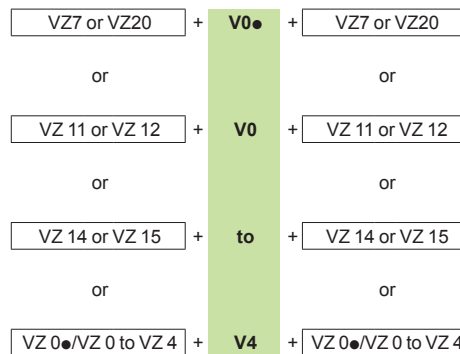 VZ7 or VZ20 + V0● + VZ7 or VZ20
or or
VZ 11 or VZ 12 + V0 + VZ 11 or VZ 12
or or
VZ 14 or VZ 15 + to + VZ 14 or VZ 15
or or
VZ 0●/VZ 0 to VZ 4 + V4 + VZ 0●/VZ 0 to VZ 4